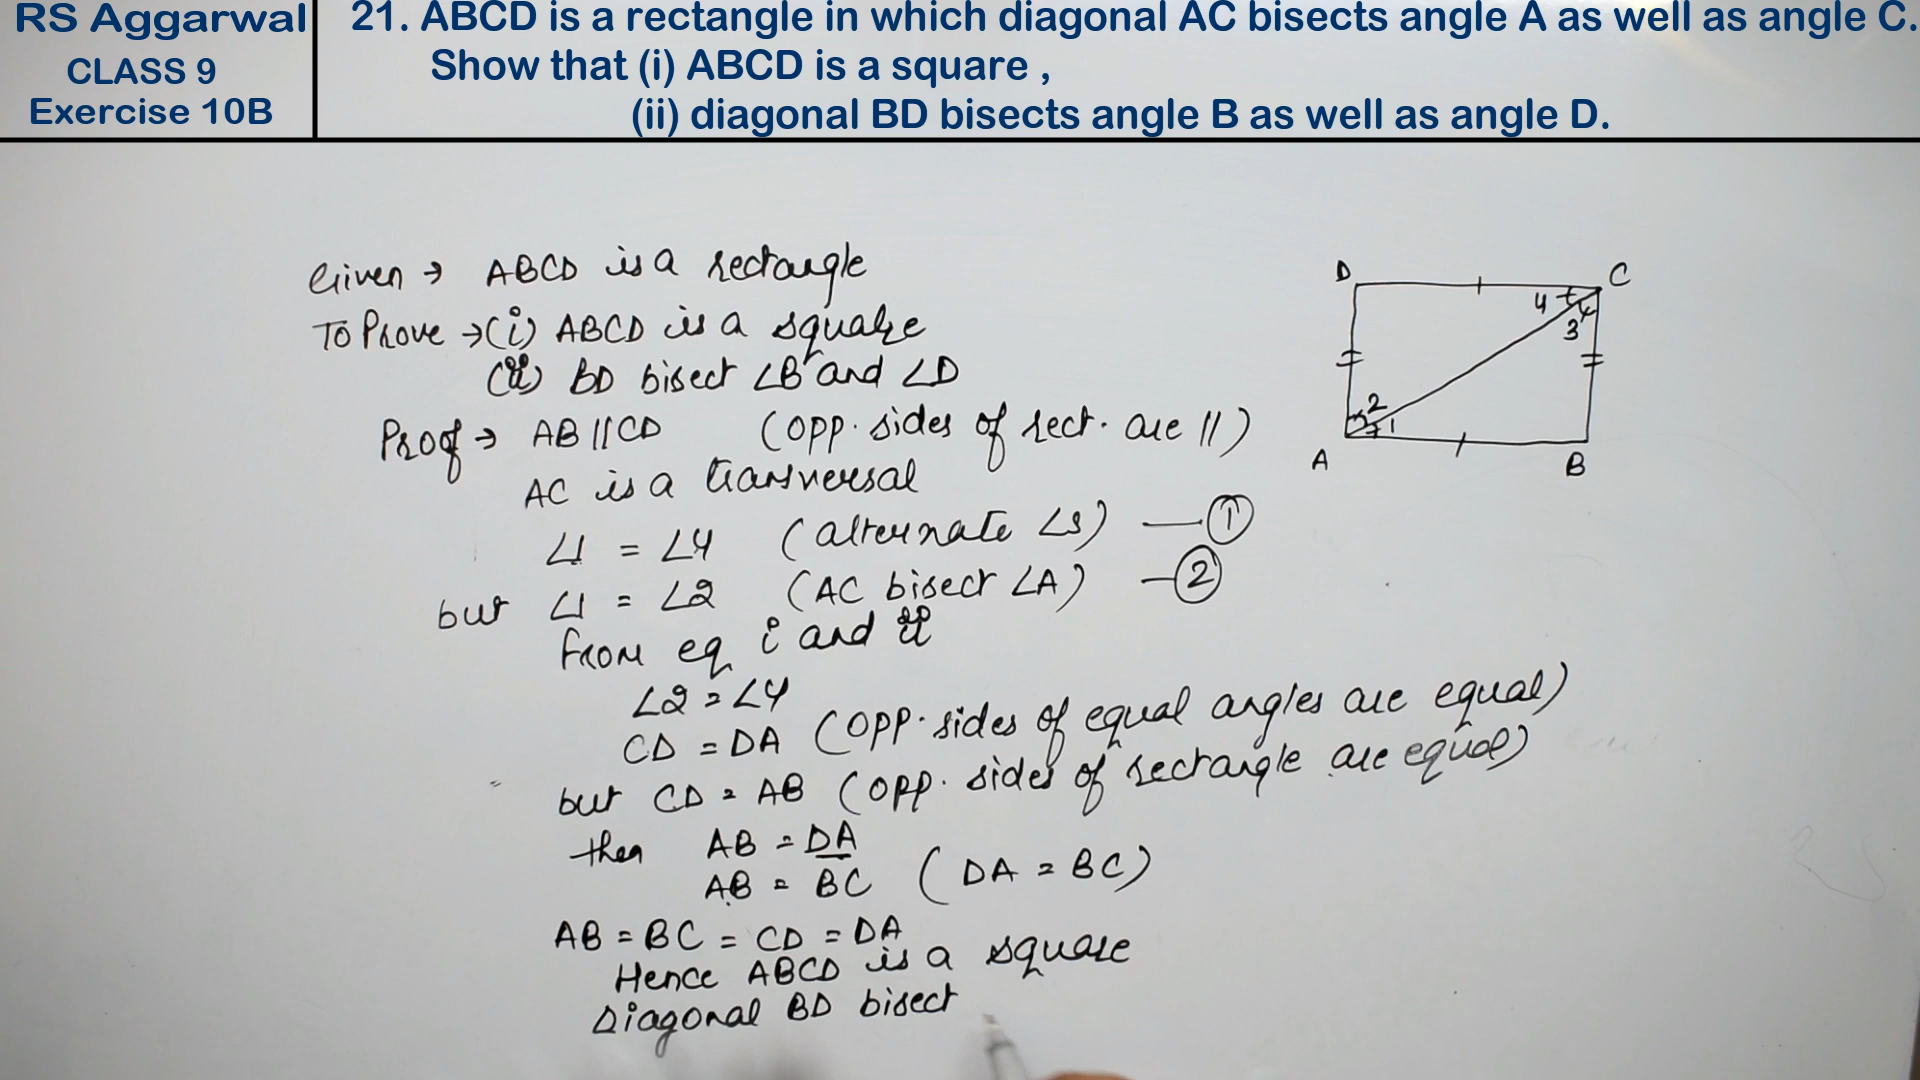 RS Aggarwal
CLASS 9
Exercise 10B
21. ABCD is a rectangle in which diagonal AC bisects angle A as well as angle C.
Show that (i) ABCD is a square ,
(ii) diagonal BD bisects angle B as well as angle D.
Given → ABCD is a rectangle
To Prove → (i) ABCD is a square
(ii) BD bisect ∠B and ∠D
Proof → AB || CD (opp. sides of rect. are ||)
AC is a transversal
∠1 = ∠4 (alternate ∠s) — ①
but ∠1 = ∠2 (AC bisect ∠A) — ②
from eq i and ii
∠2 = ∠4
CD = DA (opp. sides of equal angles are equal)
but CD = AB (opp. sides of rectangle are equal)
then AB = DA
AB = BC (DA = BC)
AB = BC = CD = DA
Hence ABCD is a square
Diagonal BD bisect
D
C
4
3
2
1
A
B